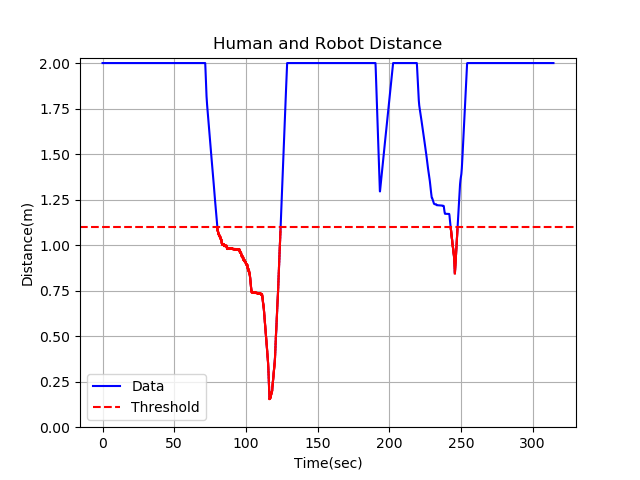 Human and Robot Distance
2.00
1.75
1.50
1.25
1.00
0.75
0.50
0.25
0.00
Distance(m)
Data
Threshold
0 50 100 150 200 250 300
Time(sec)